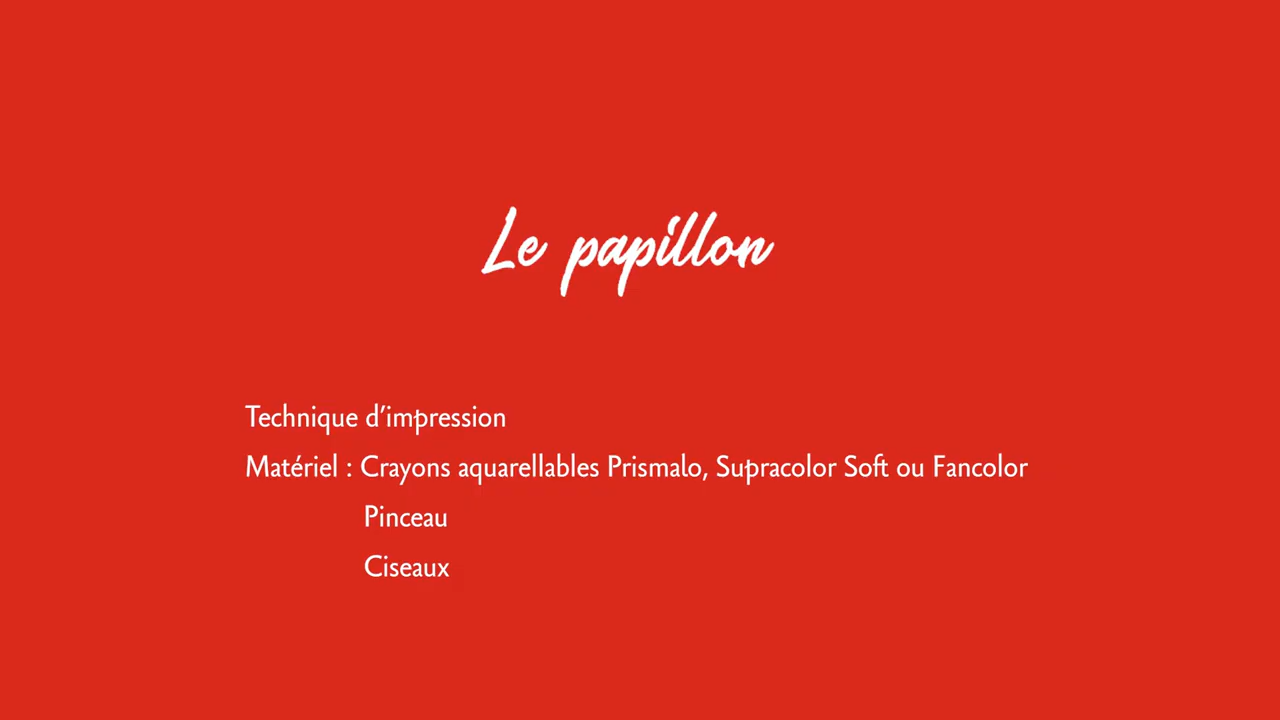 Le papillon
Technique d'impression
Matériel : Crayons aquarellables Prismalo, Supracolor Soft ou Fancolor
Pinceau
Ciseaux